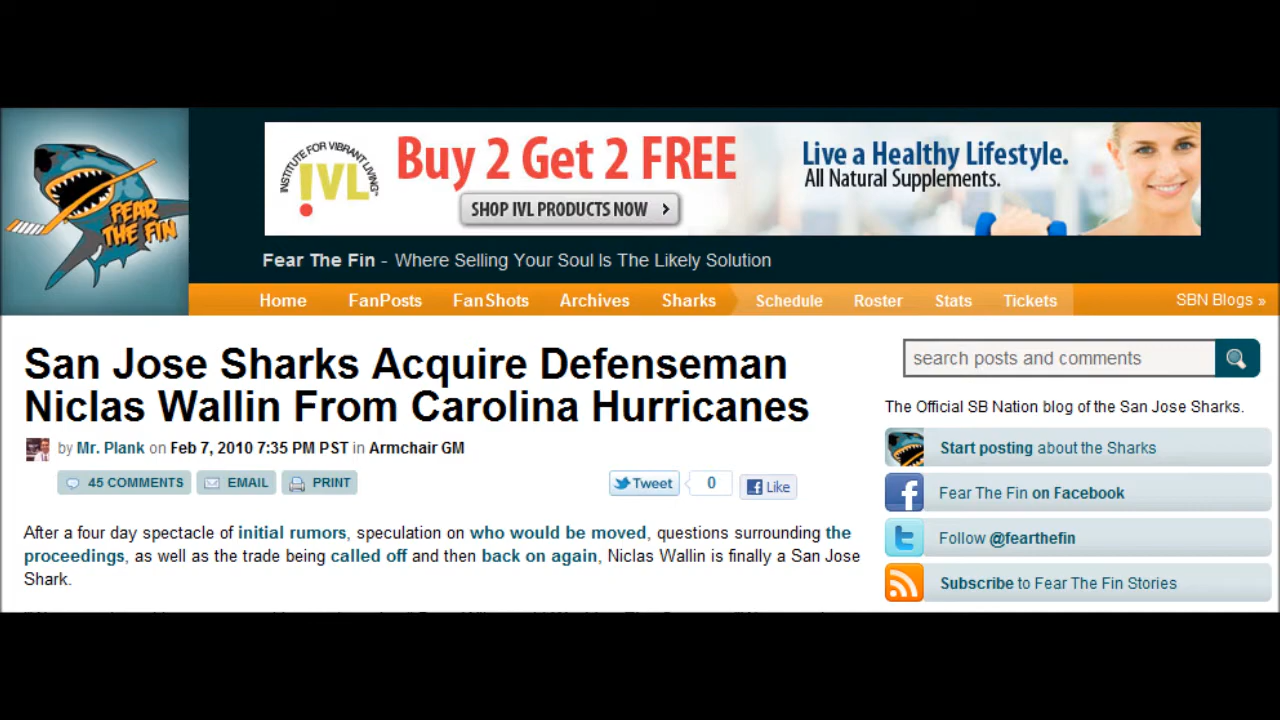 FEAR
THE FIN
INSTITUTE FOR VIBRANT LIVING
IVL
Buy 2 Get 2 FREE
SHOP IVL PRODUCTS NOW
Live a Healthy Lifestyle.
All Natural Supplements.
Fear The Fin - Where Selling Your Soul Is The Likely Solution
Home FanPosts FanShots Archives Sharks Schedule Roster Stats Tickets SBN Blogs »
San Jose Sharks Acquire Defenseman
Niclas Wallin From Carolina Hurricanes
by Mr. Plank on Feb 7, 2010 7:35 PM PST in Armchair GM
45 COMMENTS EMAIL PRINT Tweet 0 Like
After a four day spectacle of initial rumors, speculation on who would be moved, questions surrounding the
proceedings, as well as the trade being called off and then back on again, Niclas Wallin is finally a San Jose
Shark.
search posts and comments
The Official SB Nation blog of the San Jose Sharks.
Start posting about the Sharks
Fear The Fin on Facebook
Follow @fearthefin
Subscribe to Fear The Fin Stories